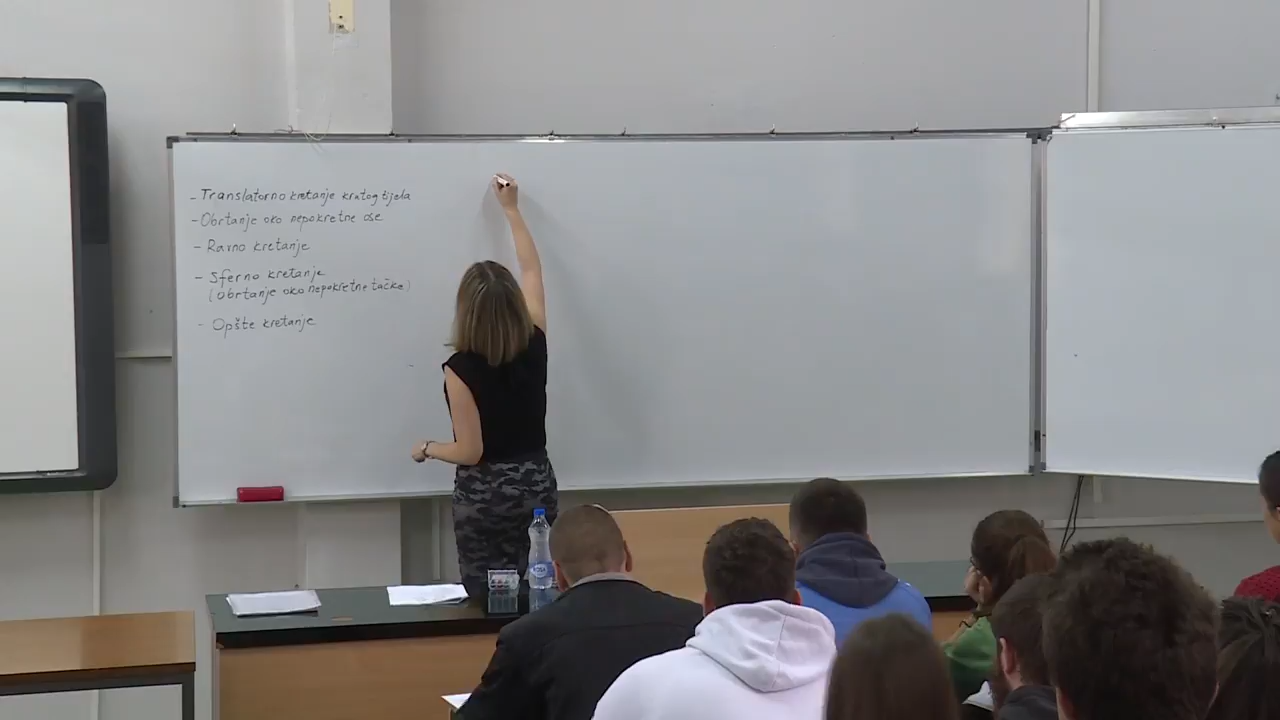 - Translatorno kretanje krutog tijela
- Obrtanje oko nepokretne ose
- Ravno kretanje
- Sferno kretanje
(obrtanje oko nepokretne tačke)
- Opšte kretanje